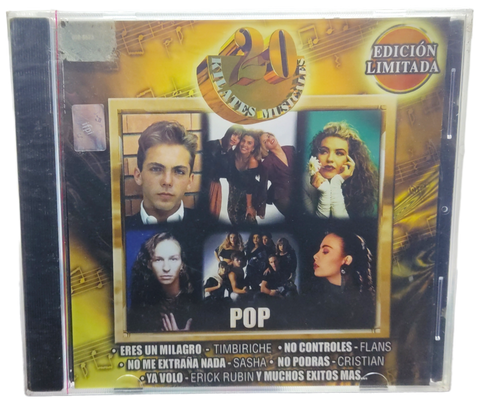 20
KILATES MUSICALES
EDICIÓN
LIMITADA
POP
• ERES UN MILAGRO - TIMBIRICHE • NO CONTROLES - FLANS
• NO ME EXTRAÑA NADA - SASHA • NO PODRAS - CRISTIAN
• YA VOLO - ERICK RUBIN Y MUCHOS EXITOS MAS...